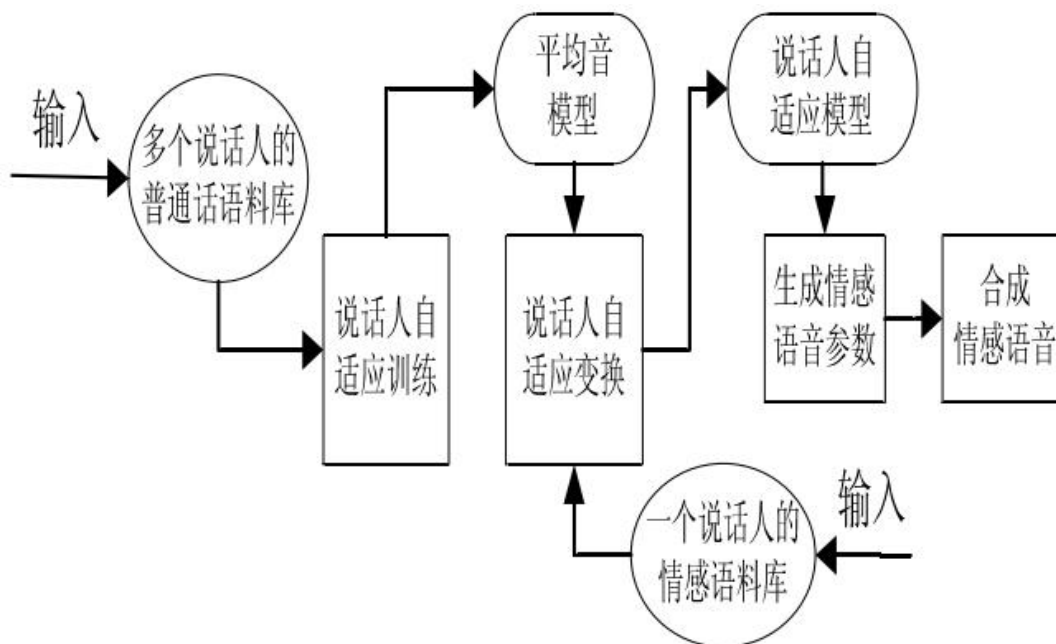 输入
多个说话人的
普通话语料库
说话人自
适应训练
平均音
模型
说话人自
适应变换
说话人自
适应模型
生成情感
语音参数
合成
情感语音
一个说话人的
情感语料库
输入